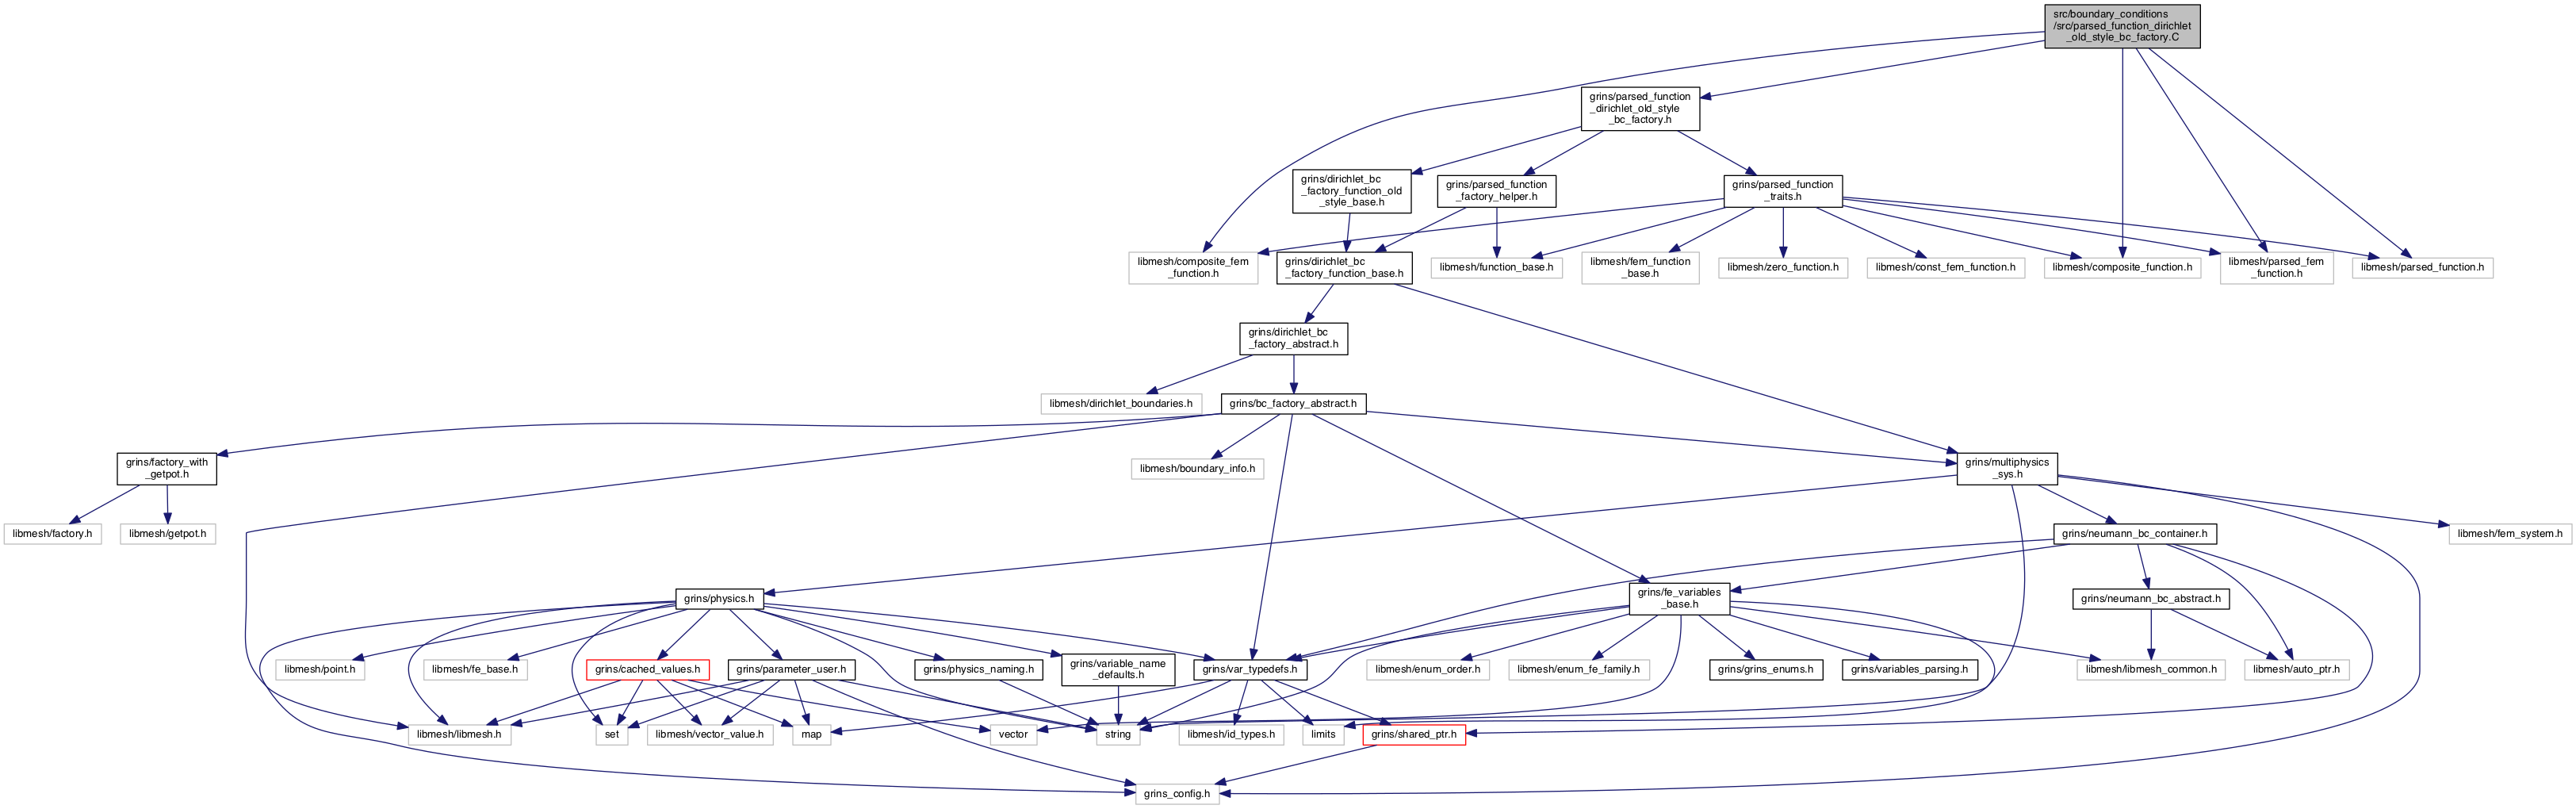 src/boundary_conditions
/src/parsed_function_dirichlet
_old_style_bc_factory.C
grins/parsed_function
_dirichlet_old_style
_bc_factory.h
grins/dirichlet_bc
_factory_function_old
_style_base.h
grins/parsed_function
_factory_helper.h
grins/parsed_function
_traits.h
libmesh/composite_fem
_function.h
grins/dirichlet_bc
_factory_function_base.h
libmesh/function_base.h
libmesh/fem_function
_base.h
libmesh/zero_function.h
libmesh/const_fem_function.h
libmesh/composite_function.h
libmesh/parsed_fem
_function.h
libmesh/parsed_function.h
grins/dirichlet_bc
_factory_abstract.h
libmesh/dirichlet_boundaries.h
grins/bc_factory_abstract.h
grins/factory_with
_getpot.h
libmesh/boundary_info.h
grins/multiphysics
_sys.h
libmesh/factory.h
libmesh/getpot.h
grins/neumann_bc_container.h
libmesh/fem_system.h
grins/physics.h
grins/fe_variables
_base.h
grins/neumann_bc_abstract.h
libmesh/point.h
libmesh/fe_base.h
grins/cached_values.h
grins/parameter_user.h
grins/physics_naming.h
grins/variable_name
_defaults.h
grins/var_typedefs.h
libmesh/enum_order.h
libmesh/enum_fe_family.h
grins/grins_enums.h
grins/variables_parsing.h
libmesh/libmesh_common.h
libmesh/auto_ptr.h
libmesh/libmesh.h
set
libmesh/vector_value.h
map
vector
string
libmesh/id_types.h
limits
grins/shared_ptr.h
grins_config.h